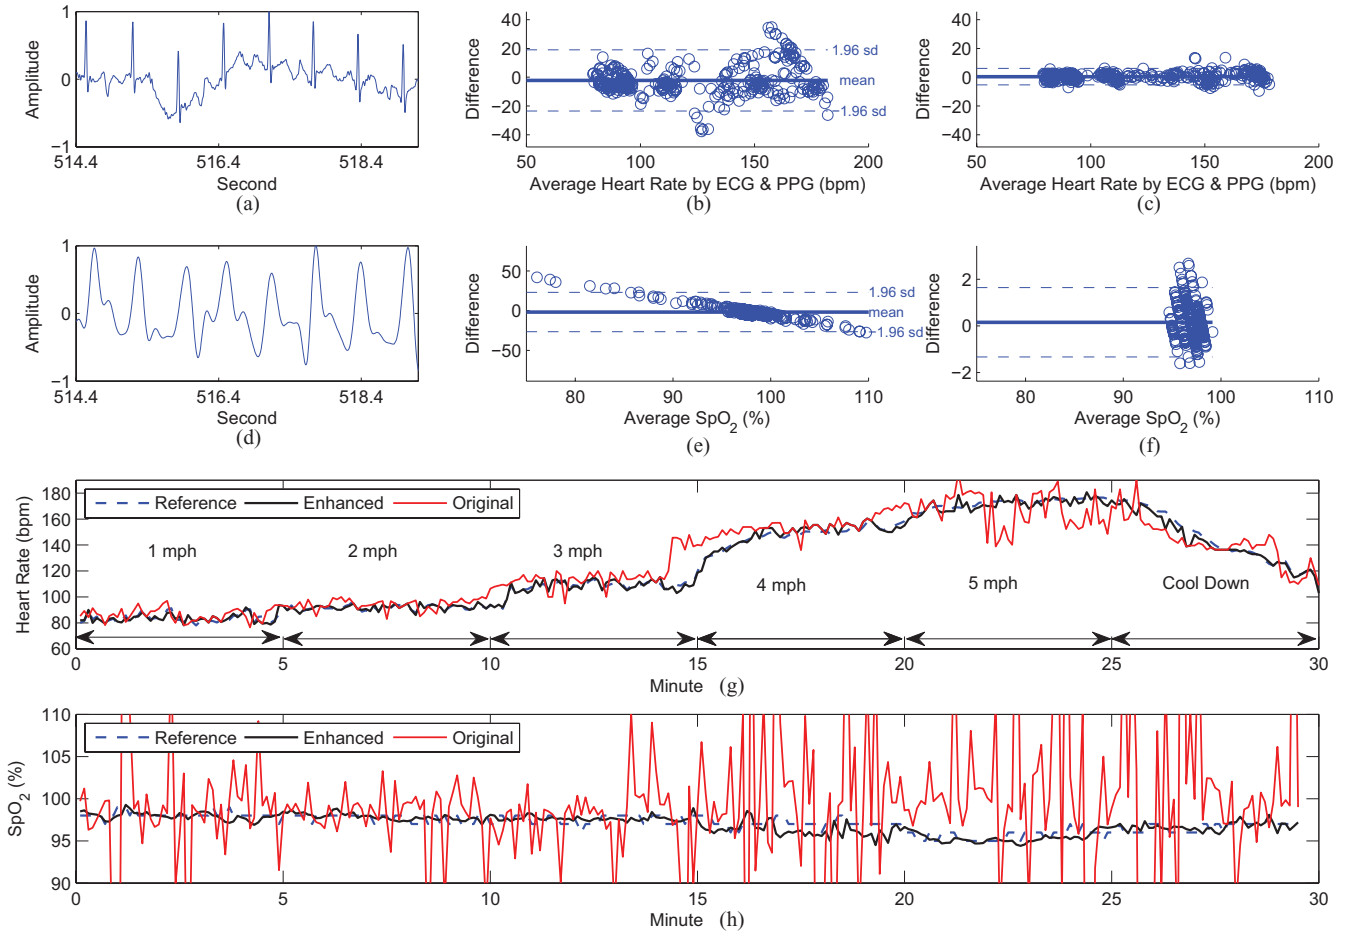 1
0
−1
Amplitude
514.4 516.4 518.4
Second
(a)
40
20
0
−20
−40
Difference
1.96 sd
mean
−1.96 sd
50 100 150 200
Average Heart Rate by ECG & PPG (bpm)
(b)
40
20
0
−20
−40
Difference
50 100 150 200
Average Heart Rate by ECG & PPG (bpm)
(c)
1
0
−1
Amplitude
514.4 516.4 518.4
Second
(d)
50
0
−50
Difference
1.96 sd
mean
−1.96 sd
80 90 100 110
Average SpO2 (%)
(e)
2
0
−2
Difference
80 90 100 110
Average SpO2 (%)
(f)
180
160
140
120
100
80
60
Heart Rate (bpm)
Reference Enhanced Original
1 mph 2 mph 3 mph 4 mph 5 mph Cool Down
0 5 10 15 20 25 30
Minute (g)
110
105
100
95
90
SpO2 (%)
Reference Enhanced Original
0 5 10 15 20 25 30
Minute (h)